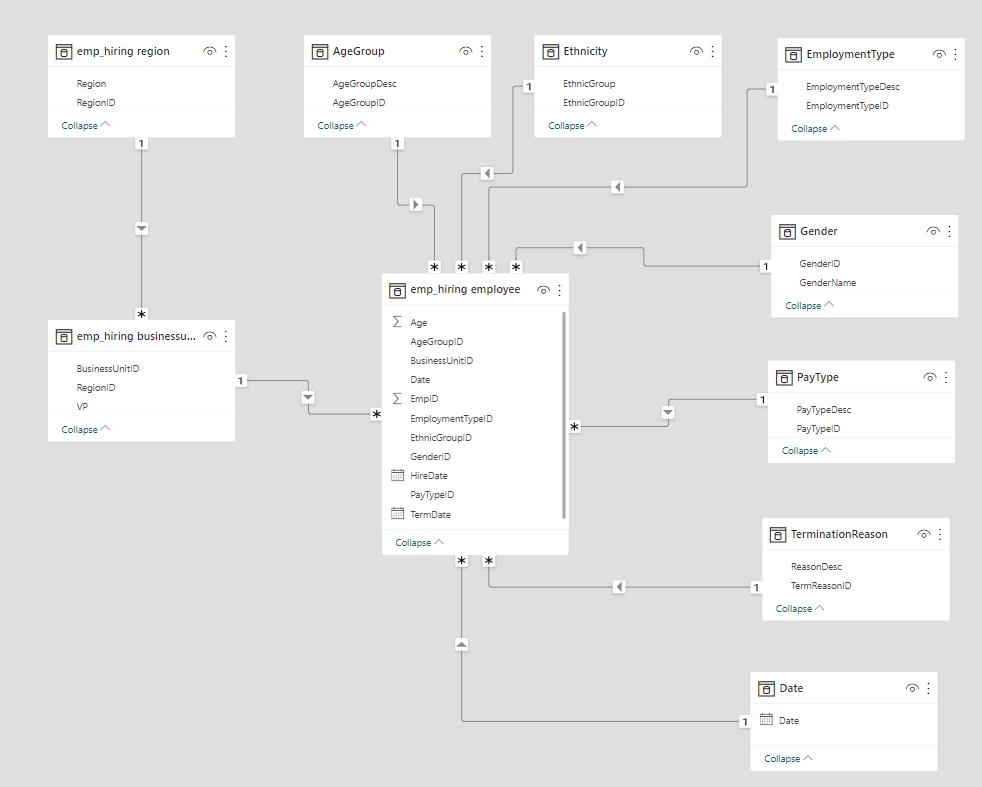 emp_hiring region
Region
RegionID
Collapse
1
AgeGroup
AgeGroupDesc
AgeGroupID
Collapse
1
Ethnicity
EthnicGroup
EthnicGroupID
Collapse
1
EmploymentType
EmploymentTypeDesc
EmploymentTypeID
Collapse
1
Gender
GenderID
GenderName
Collapse
1
*
*
*
*
*
emp_hiring businessu...
BusinessUnitID
RegionID
VP
Collapse
1
*
emp_hiring employee
Σ Age
AgeGroupID
BusinessUnitID
Date
Σ EmpID
EmploymentTypeID
EthnicGroupID
GenderID
HireDate
PayTypeID
TermDate
Collapse
*
*
*
PayType
PayTypeDesc
PayTypeID
Collapse
1
TerminationReason
ReasonDesc
TermReasonID
Collapse
1
Date
Date
Collapse
1